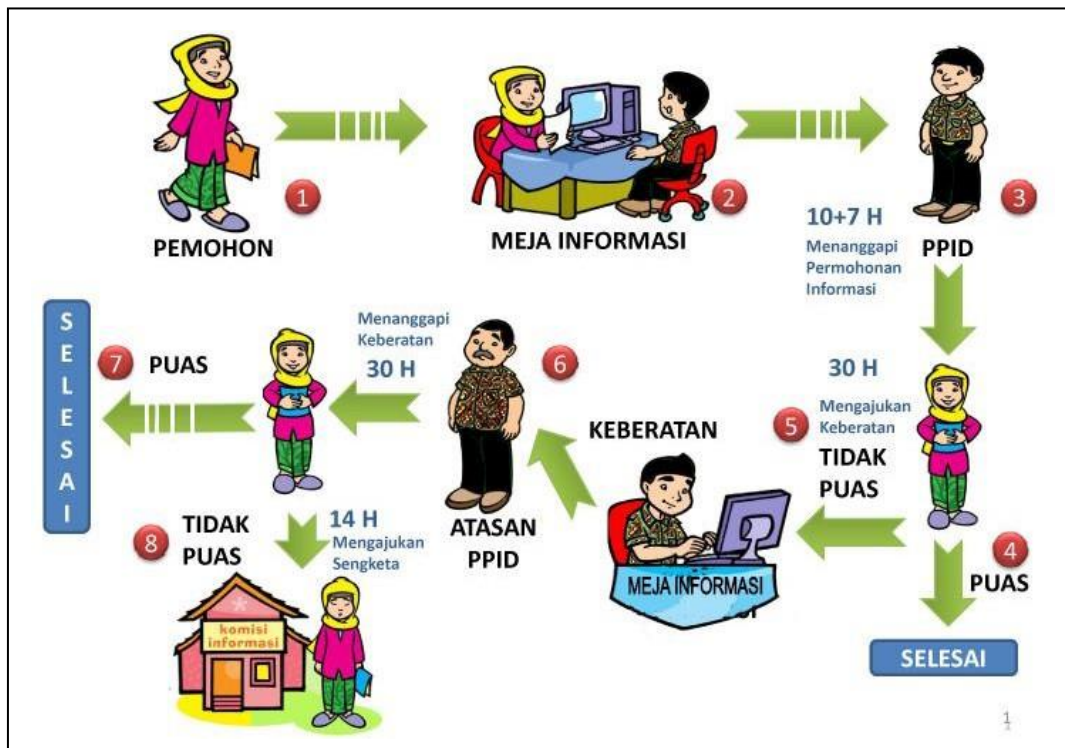 1
PEMOHON
2
MEJA INFORMASI
3
PPID
10+7 H
Menanggapi
Permohonan
Informasi
30 H
Mengajukan
Keberatan
5
TIDAK
PUAS
4
PUAS
SELESAI
KEBERATAN
MEJA INFORMASI
6
ATASAN
PPID
Menanggapi
Keberatan
30 H
7
PUAS
SELESAI
8
TIDAK
PUAS
14 H
Mengajukan
Sengketa
komisi
informasi